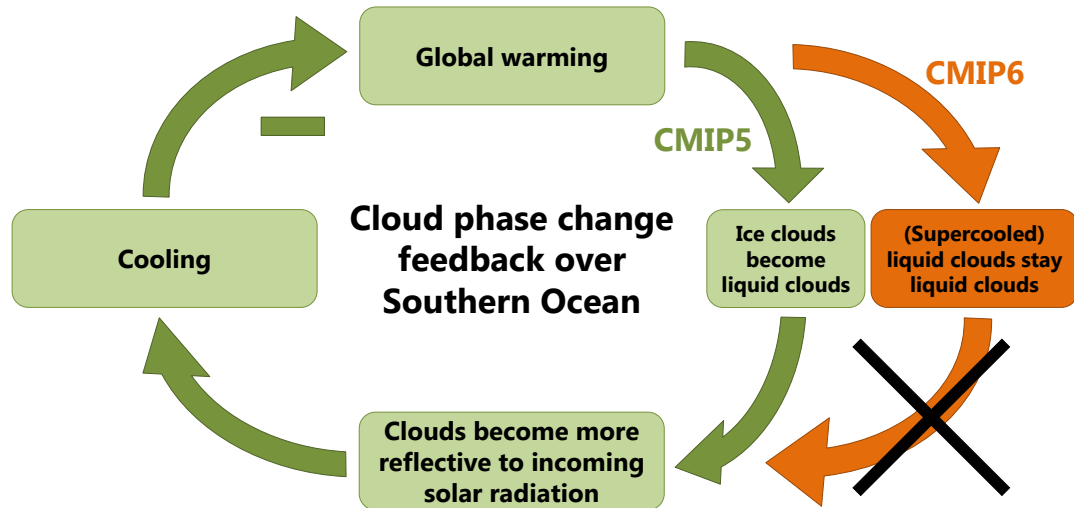 Global warming
CMIP6
CMIP5
Cloud phase change
feedback over
Southern Ocean
Cooling
Ice clouds
become
liquid clouds
(Supercooled)
liquid clouds stay
liquid clouds
Clouds become more
reflective to incoming
solar radiation